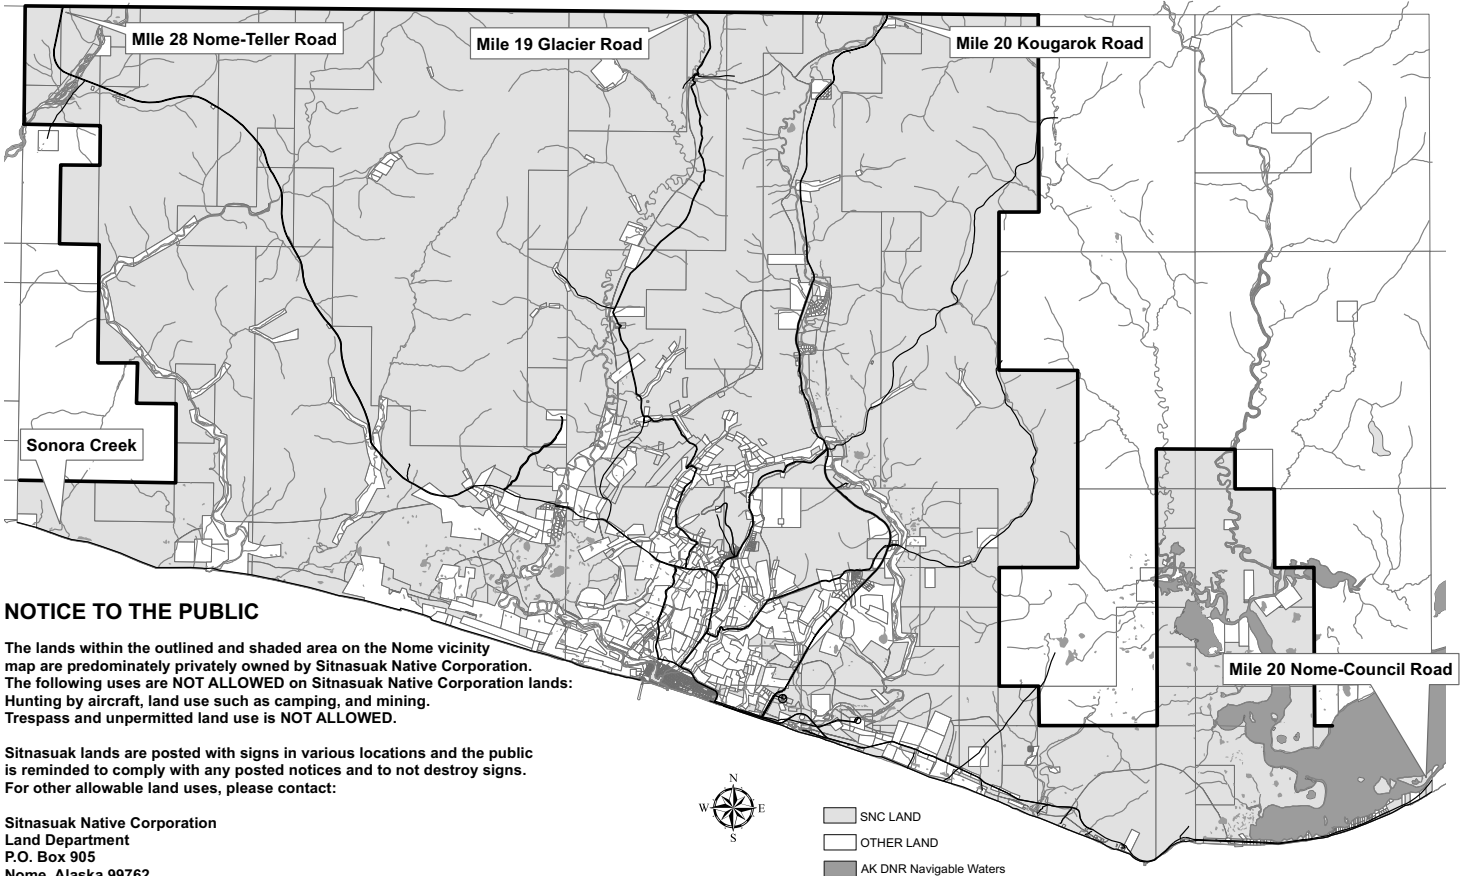 MIle 28 Nome-Teller Road
Mile 19 Glacier Road
Mile 20 Kougarok Road
Sonora Creek
NOTICE TO THE PUBLIC
The lands within the outlined and shaded area on the Nome vicinity
map are predominately privately owned by Sitnasuak Native Corporation.
The following uses are NOT ALLOWED on Sitnasuak Native Corporation lands:
Hunting by aircraft, land use such as camping, and mining.
Trespass and unpermitted land use is NOT ALLOWED.
Sitnasuak lands are posted with signs in various locations and the public
is reminded to comply with any posted notices and to not destroy signs.
For other allowable land uses, please contact:
Sitnasuak Native Corporation
Land Department
P.O. Box 905
Nome, Alaska 99762
Mile 20 Nome-Council Road
N
W E
S
SNC LAND
OTHER LAND
AK DNR Navigable Waters